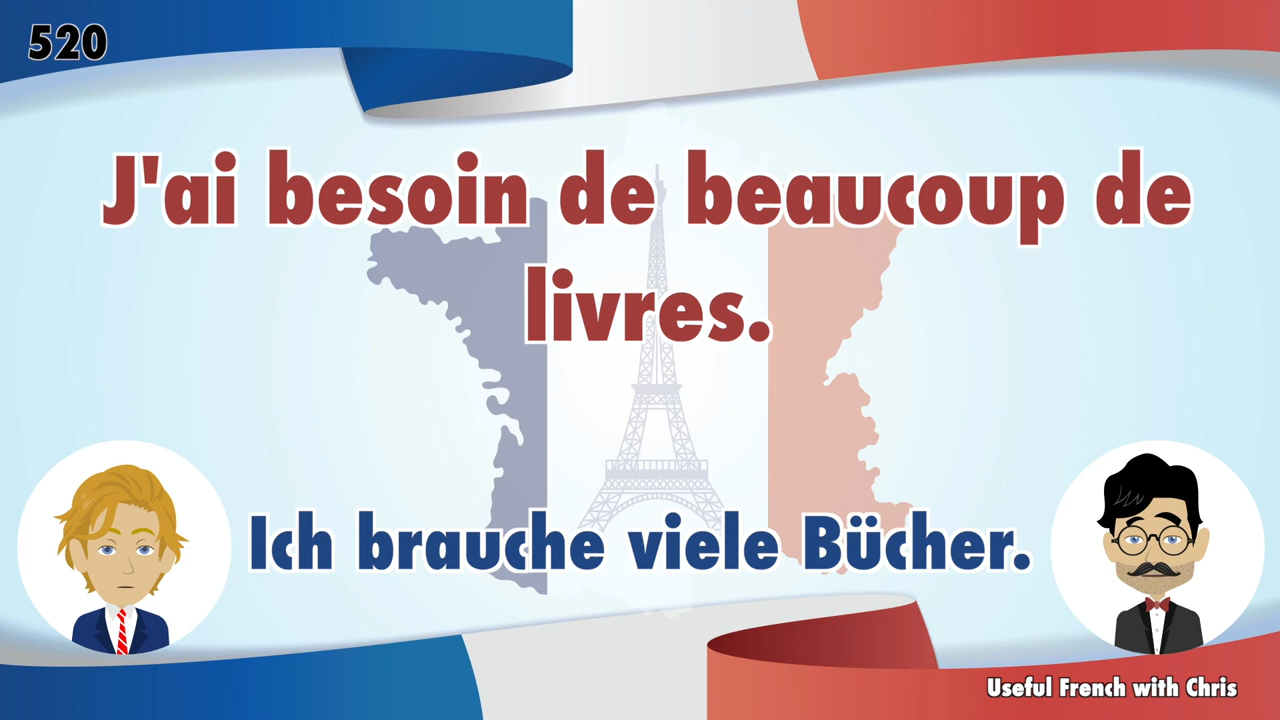 520
J'ai besoin de beaucoup de
livres.
Ich brauche viele Bücher.
Useful French with Chris